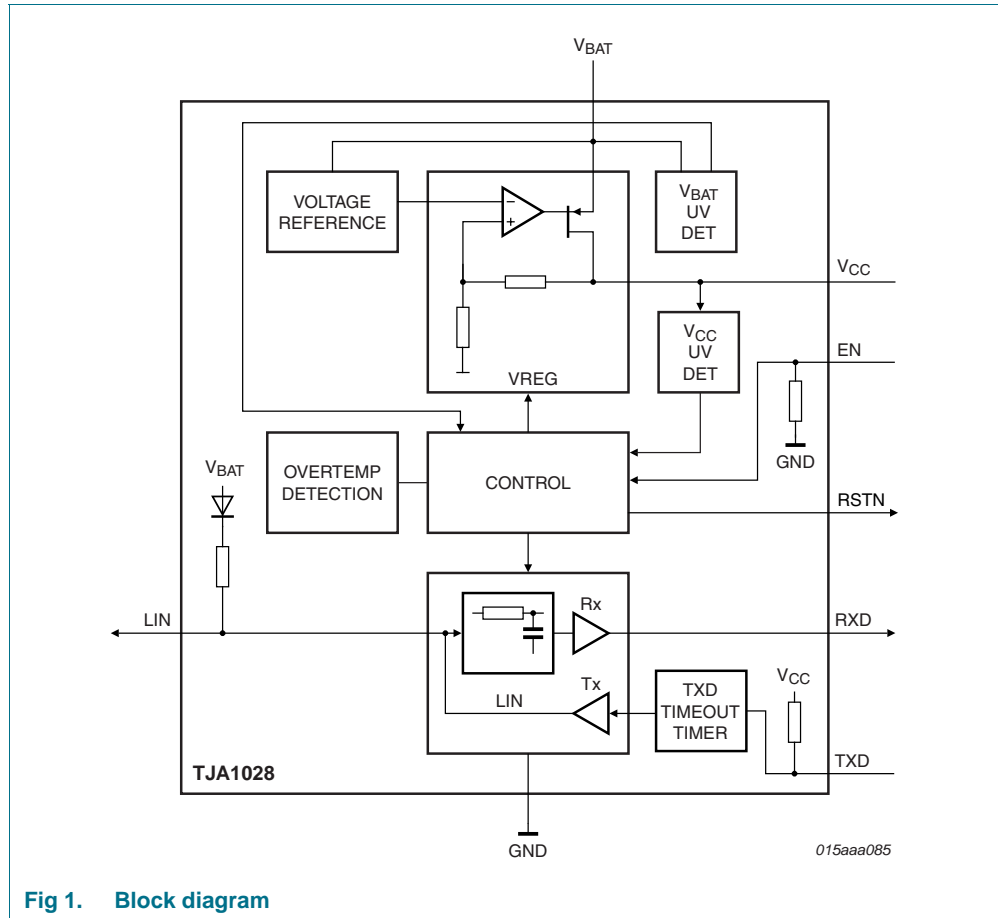 VBAT
VOLTAGE
REFERENCE
−
+
VBAT
UV
DET
VCC
VCC
UV
DET
EN
VREG
GND
VBAT
OVERTEMP
DETECTION
CONTROL
RSTN
LIN
Rx
RXD
Tx
LIN
TXD
TIMEOUT
TIMER
VCC
TXD
TJA1028
GND
015aaa085
Fig 1. Block diagram